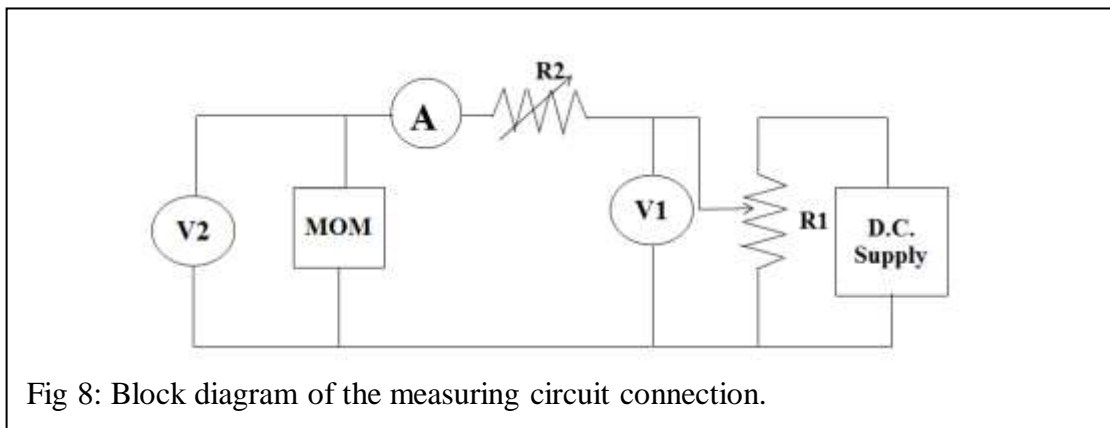 R2
A
V2
MOM
V1
R1
D.C.
Supply
Fig 8: Block diagram of the measuring circuit connection.